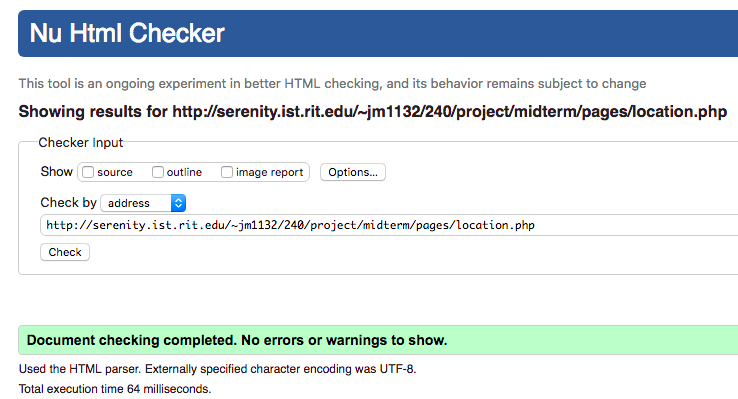 Nu Html Checker
This tool is an ongoing experiment in better HTML checking, and its behavior remains subject to change
Showing results for http://serenity.ist.rit.edu/~jm1132/240/project/midterm/pages/location.php
Checker Input
Show source outline image report Options...
Check by address
http://serenity.ist.rit.edu/~jm1132/240/project/midterm/pages/location.php
Check
Document checking completed. No errors or warnings to show.
Used the HTML parser. Externally specified character encoding was UTF-8.
Total execution time 64 milliseconds.